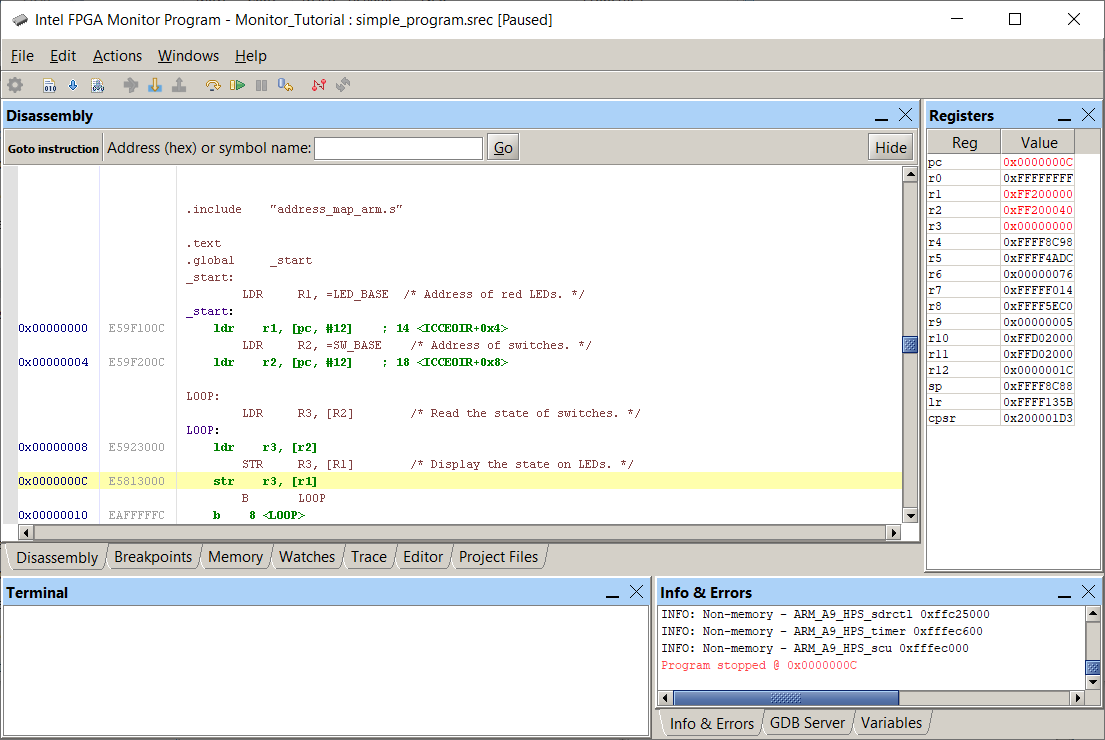 Intel FPGA Monitor Program - Monitor_Tutorial : simple_program.srec [Paused]
File Edit Actions Windows Help
Disassembly
Goto instruction Address (hex) or symbol name: Go Hide
.include "address_map_arm.s"
.text
.global _start
_start:
LDR R1, =LED_BASE /* Address of red LEDs. */
_start:
0x00000000 E59F100C ldr r1, [pc, #12] ; 14 <ICCEOIR+0x4>
LDR R2, =SW_BASE /* Address of switches. */
0x00000004 E59F200C ldr r2, [pc, #12] ; 18 <ICCEOIR+0x8>
LOOP:
LDR R3, [R2] /* Read the state of switches. */
LOOP:
0x00000008 E5923000 ldr r3, [r2]
STR R3, [R1] /* Display the state on LEDs. */
0x0000000C E5813000 str r3, [r1]
B LOOP
0x00000010 EAFFFFFC b 8 <LOOP>
Disassembly Breakpoints Memory Watches Trace Editor Project Files
Registers
Reg Value
pc 0x0000000C
r0 0xFFFFFFFF
r1 0xFF200000
r2 0xFF200040
r3 0x00000000
r4 0xFFFF8C98
r5 0xFFFF4ADC
r6 0x00000076
r7 0xFFFFF014
r8 0xFFFF5EC0
r9 0x00000005
r10 0xFFD02000
r11 0xFFD02000
r12 0x0000001C
sp 0xFFFF8C88
lr 0xFFFF135B
cpsr 0x200001D3
Terminal
Info & Errors
INFO: Non-memory - ARM_A9_HPS_sdrctl 0xffc25000
INFO: Non-memory - ARM_A9_HPS_timer 0xfffec600
INFO: Non-memory - ARM_A9_HPS_scu 0xfffec000
Program stopped @ 0x0000000C
Info & Errors GDB Server Variables